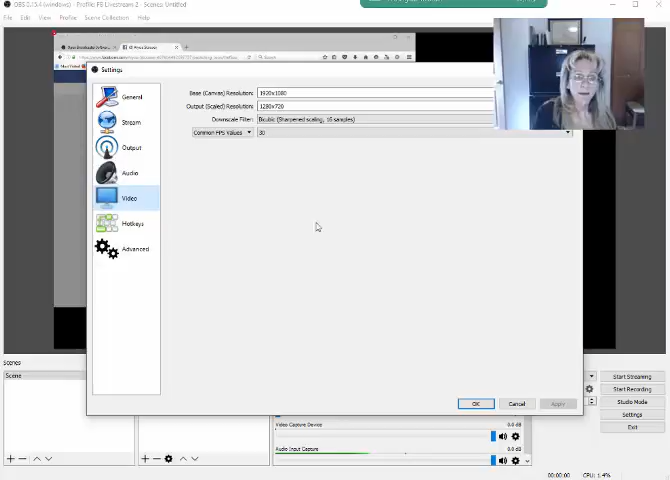 OBS 0.15.4 (windows) - Profile: FB Livestream 2 - Scenes: Untitled
File Edit View Profile Scene Collection Help
Settings
General
Stream
Output
Audio
Video
Hotkeys
Advanced
Base (Canvas) Resolution: 1920x1080
Output (Scaled) Resolution: 1280x720
Downscale Filter: Bicubic (Sharpened scaling, 16 samples)
Common FPS Values 30
OK Cancel Apply
Scenes
Scene
Video Capture Device 0.0 dB
Audio Input Capture 0.0 dB
Start Streaming
Start Recording
Studio Mode
Settings
Exit
00:00:00 CPU: 1.4%